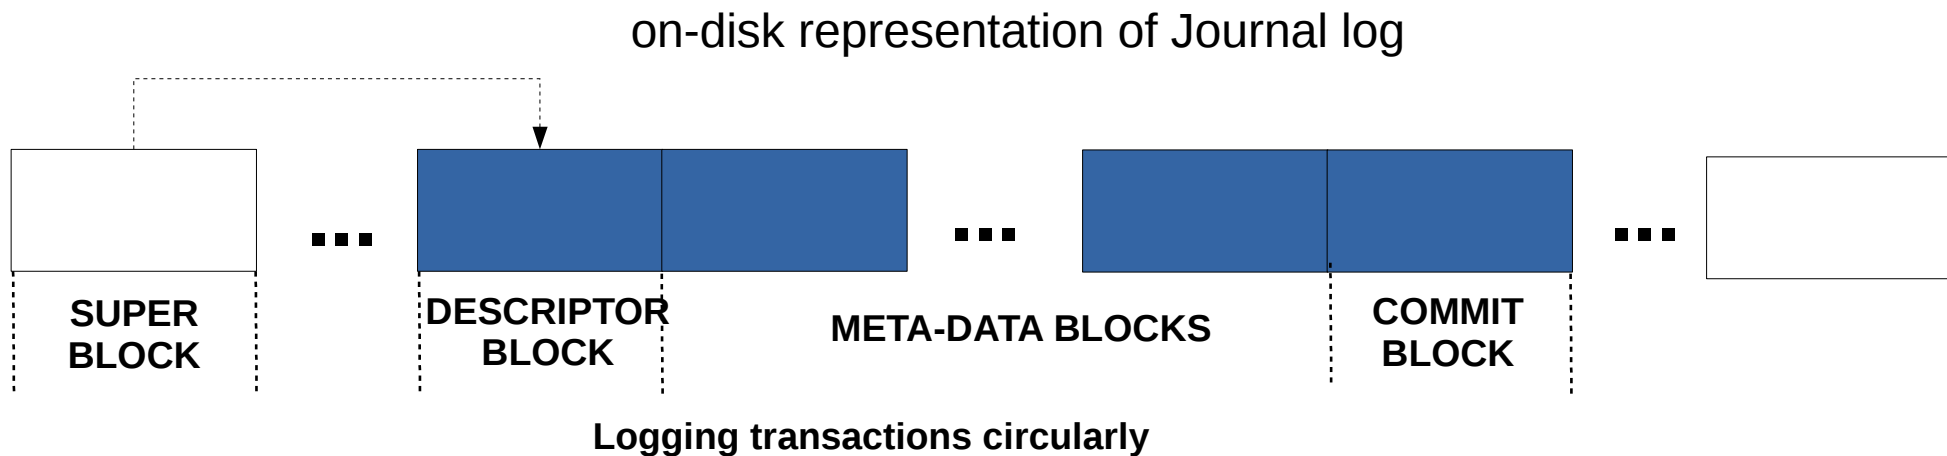 on-disk representation of Journal log
SUPER
BLOCK
DESCRIPTOR
BLOCK
META-DATA BLOCKS
COMMIT
BLOCK
Logging transactions circularly